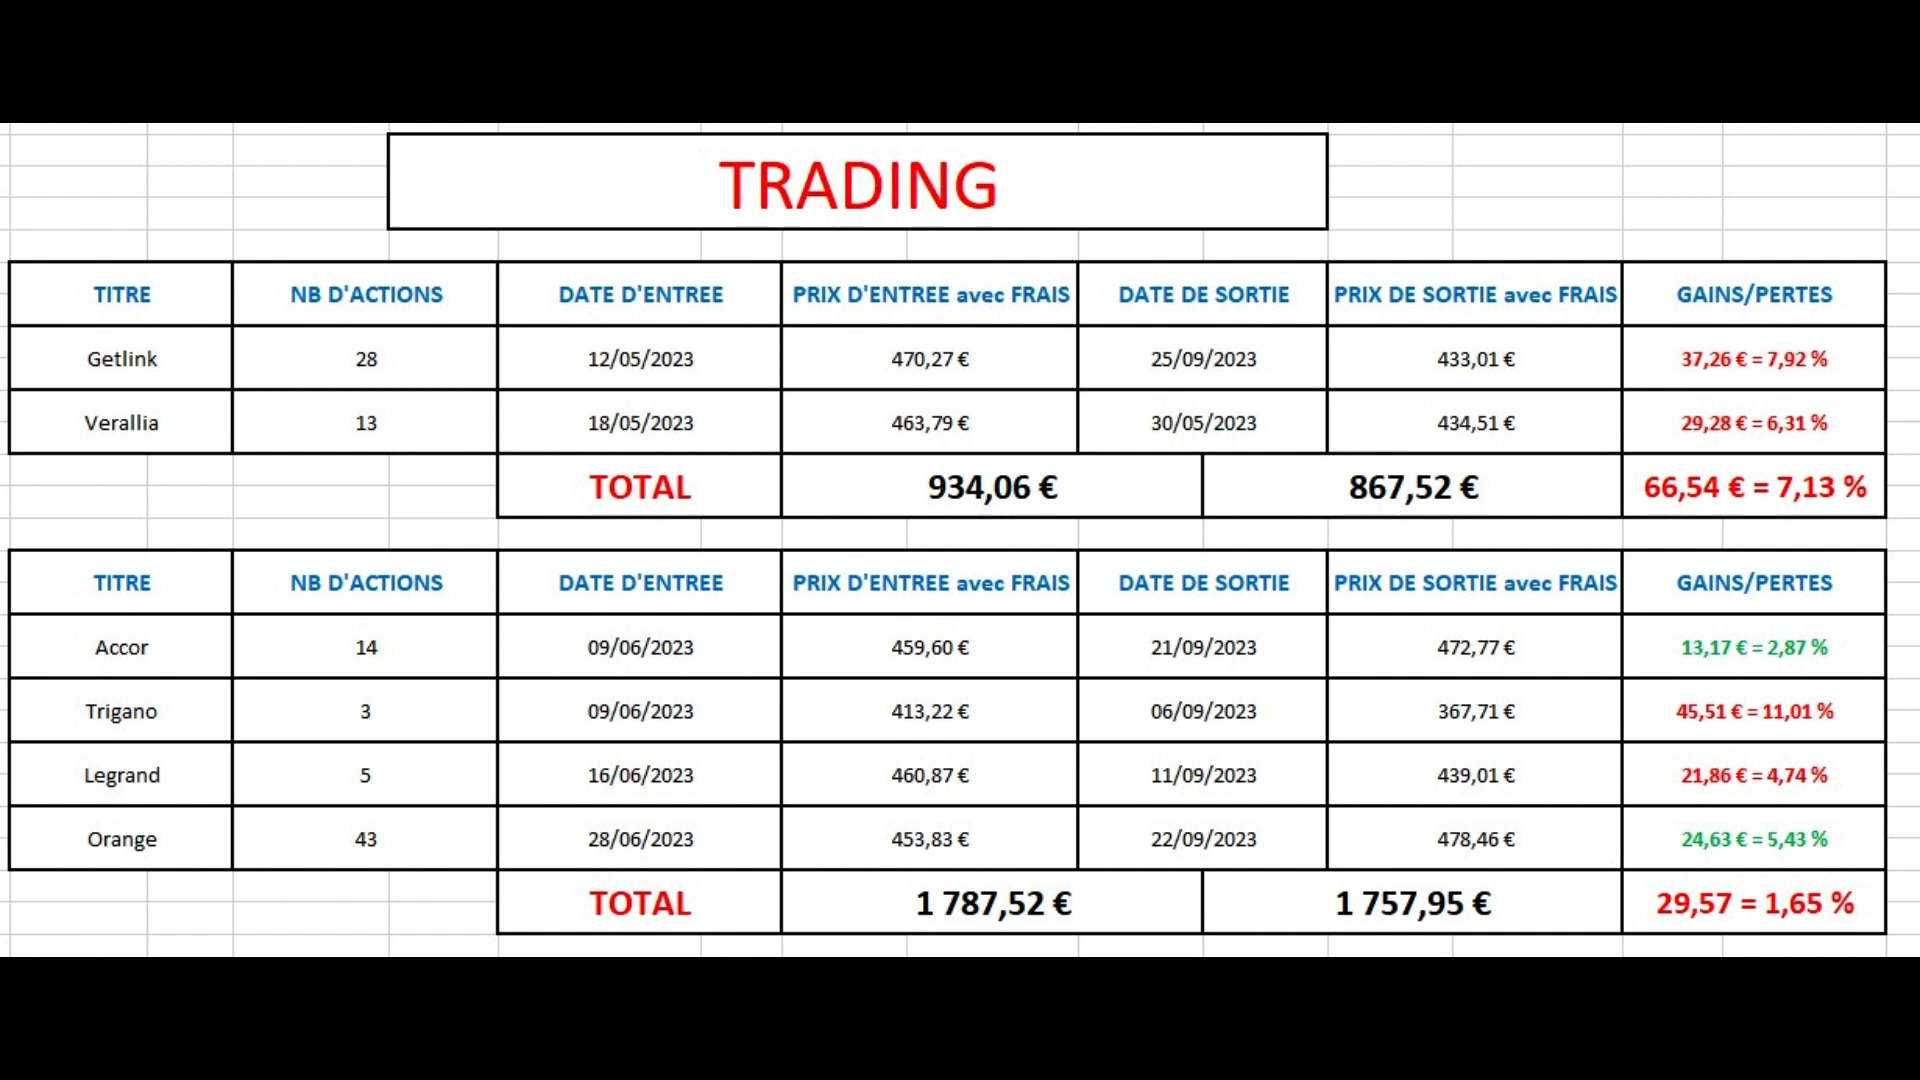 TRADING
TITRE NB D'ACTIONS DATE D'ENTREE PRIX D'ENTREE avec FRAIS DATE DE SORTIE PRIX DE SORTIE avec FRAIS GAINS/PERTES
Getlink 28 12/05/2023 470,27 € 25/09/2023 433,01 € 37,26 € = 7,92 %
Verallia 13 18/05/2023 463,79 € 30/05/2023 434,51 € 29,28 € = 6,31 %
TOTAL 934,06 € 867,52 € 66,54 € = 7,13 %
TITRE NB D'ACTIONS DATE D'ENTREE PRIX D'ENTREE avec FRAIS DATE DE SORTIE PRIX DE SORTIE avec FRAIS GAINS/PERTES
Accor 14 09/06/2023 459,60 € 21/09/2023 472,77 € 13,17 € = 2,87 %
Trigano 3 09/06/2023 413,22 € 06/09/2023 367,71 € 45,51 € = 11,01 %
Legrand 5 16/06/2023 460,87 € 11/09/2023 439,01 € 21,86 € = 4,74 %
Orange 43 28/06/2023 453,83 € 22/09/2023 478,46 € 24,63 € = 5,43 %
TOTAL 1 787,52 € 1 757,95 € 29,57 = 1,65 %